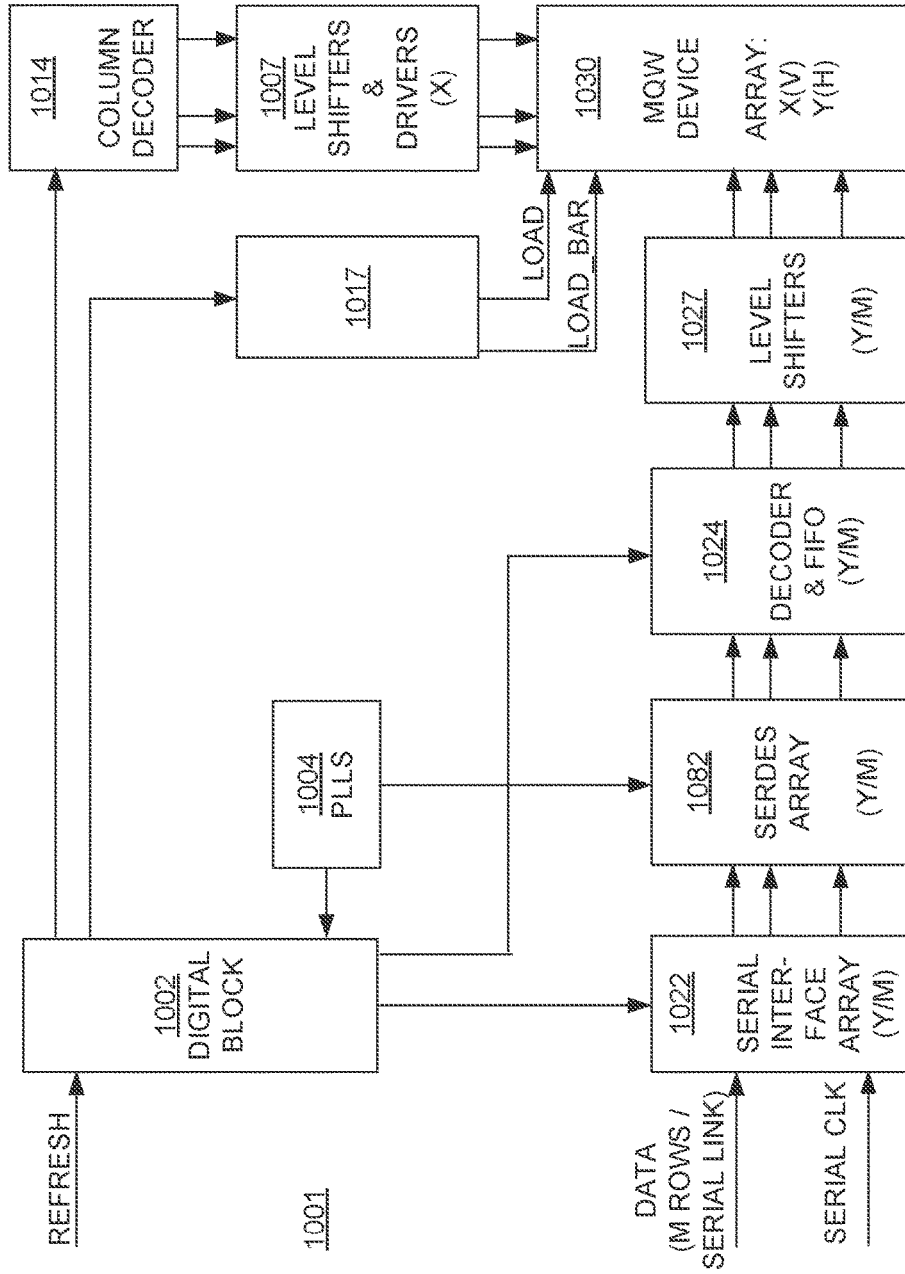 REFRESH
1001
1002
DIGITAL
BLOCK
1004
PLLS
1014
COLUMN
DECODER
1007
LEVEL
SHIFTERS
&
DRIVERS
(X)
1017
LOAD
LOAD_BAR
DATA
(M ROWS /
SERIAL LINK)
SERIAL CLK
1022
SERIAL
INTER-
FACE
ARRAY
(Y/M)
1082
SERDES
ARRAY
(Y/M)
1024
DECODER
& FIFO
(Y/M)
1027
LEVEL
SHIFTERS
(Y/M)
1030
MQW
DEVICE
ARRAY:
X(V)
Y(H)